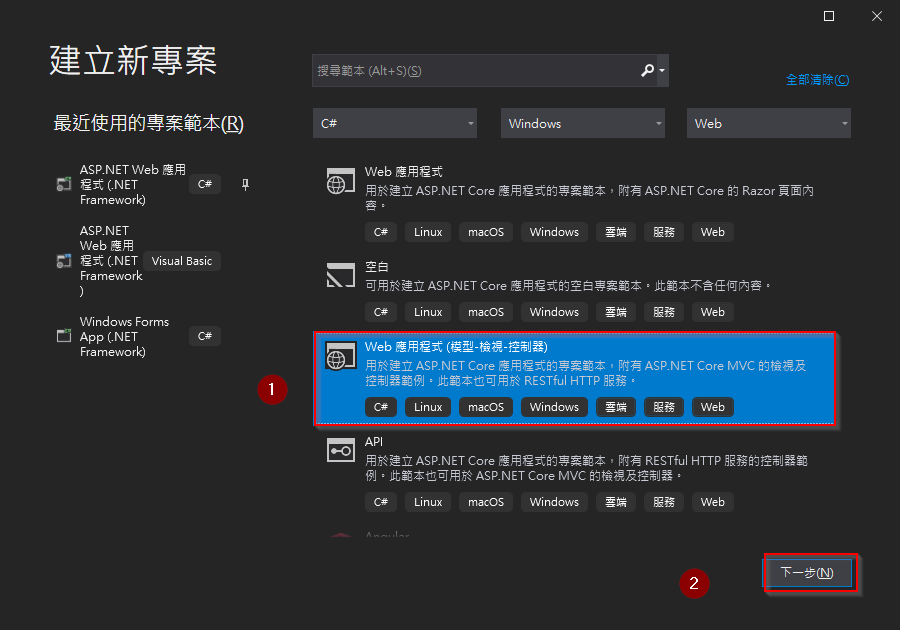 建立新專案
搜尋範本 (Alt+S)(S)
全部清除(C)
最近使用的專案範本(R)
C#
Windows
Web
ASP.NET Web 應用
程式 (.NET
Framework)
C#
ASP.NET
Web 應用
程式 (.NET
Framework
)
Visual Basic
Windows Forms
App (.NET
Framework)
C#
Web 應用程式
用於建立 ASP.NET Core 應用程式的專案範本，附有 ASP.NET Core 的 Razor 頁面內
容。
C# Linux macOS Windows 雲端 服務 Web
空白
可用於建立 ASP.NET Core 應用程式的空白專案範本。此範本不含任何內容。
C# Linux macOS Windows 雲端 服務 Web
1
Web 應用程式 (模型-檢視-控制器)
用於建立 ASP.NET Core 應用程式的專案範本，附有 ASP.NET Core MVC 的檢視及
控制器範例。此範本也可用於 RESTful HTTP 服務。
C# Linux macOS Windows 雲端 服務 Web
API
用於建立 ASP.NET Core 應用程式的專案範本，附有 RESTful HTTP 服務的控制器範
例。此範本也可用於 ASP.NET Core MVC 的檢視及控制器。
C# Linux macOS Windows 雲端 服務 Web
Angular
2
下一步(N)